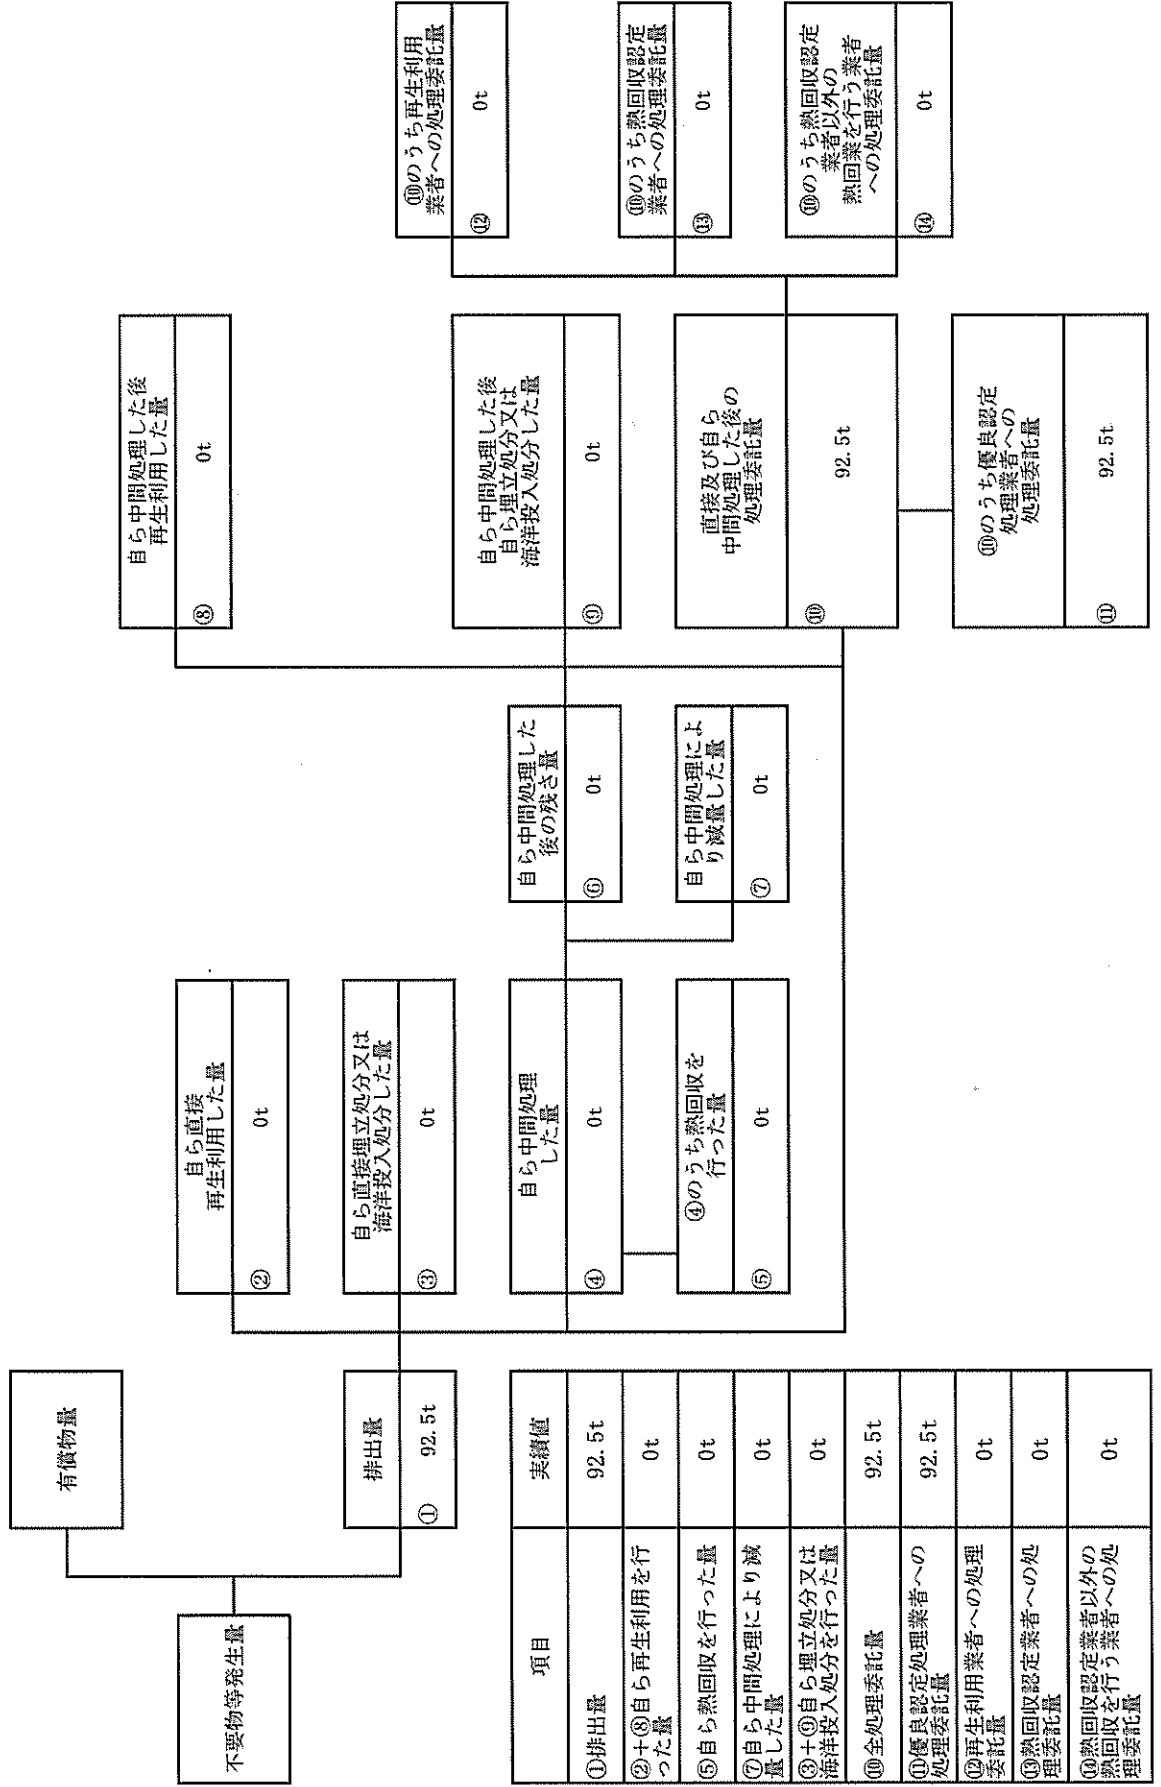 不要物等発生量
有償物量
排出量
① 92.5t
自ら直接
再生利用した量
② 0t
自ら直接埋立処分又は
海洋投入処分した量
③ 0t
自ら中間処理
した量
④ 0t
④のうち熱回収を
行った量
⑤ 0t
自ら中間処理した
後の残さ量
⑥ 0t
自ら中間処理によ
り減量した量
⑦ 0t
自ら中間処理した後
再生利用した量
⑧ 0t
自ら中間処理した後
自ら埋立処分又は
海洋投入処分した量
⑨ 0t
直接及び自ら
中間処理した後の
処理委託量
⑩ 92.5t
⑩のうち優良認定
処理業者への
処理委託量
⑪ 92.5t
⑩のうち再生利用
業者への処理委託量
⑫ 0t
⑩のうち熱回収認定
業者への処理委託量
⑬ 0t
⑩のうち熱回収認定
業者以外の
熱回業を行う業者
への処理委託量
⑭ 0t
項目 実績値
①排出量 92.5t
②+⑧自ら再生利用を行
った量 0t
⑤自ら熱回収を行った量 0t
⑦自ら中間処理により減
量した量 0t
③+⑨自ら埋立処分又は
海洋投入処分を行った量 0t
⑩全処理委託量 92.5t
⑪優良認定処理業者への
処理委託量 92.5t
⑫再生利用業者への処理
委託量 0t
⑬熱回収認定業者への処
理委託量 0t
⑭熱回収認定業者以外の
熱回収を行う業者への処
理委託量 0t